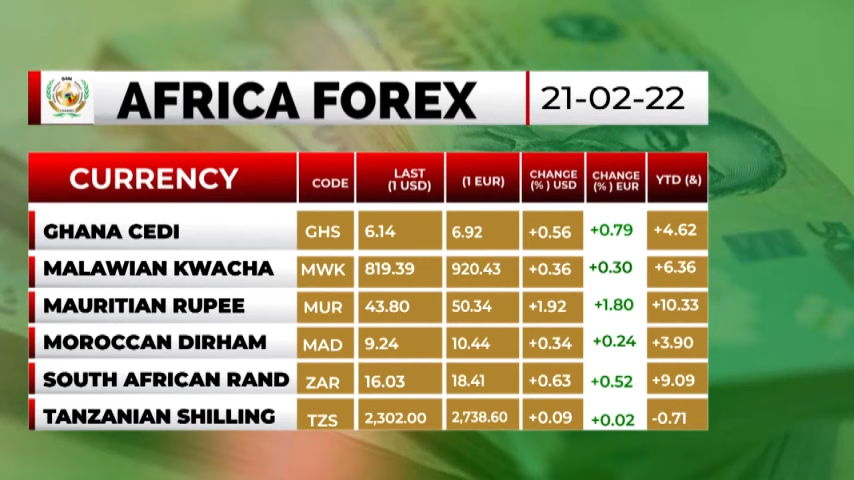 AFRICA FOREX 21-02-22
CURRENCY CODE LAST (1 USD) (1 EUR) CHANGE (%) USD CHANGE (%) EUR YTD (&)
GHANA CEDI GHS 6.14 6.92 +0.56 +0.79 +4.62
MALAWIAN KWACHA MWK 819.39 920.43 +0.36 +0.30 +6.36
MAURITIAN RUPEE MUR 43.80 50.34 +1.92 +1.80 +10.33
MOROCCAN DIRHAM MAD 9.24 10.44 +0.34 +0.24 +3.90
SOUTH AFRICAN RAND ZAR 16.03 18.41 +0.63 +0.52 +9.09
TANZANIAN SHILLING TZS 2,302.00 2,738.60 +0.09 +0.02 -0.71